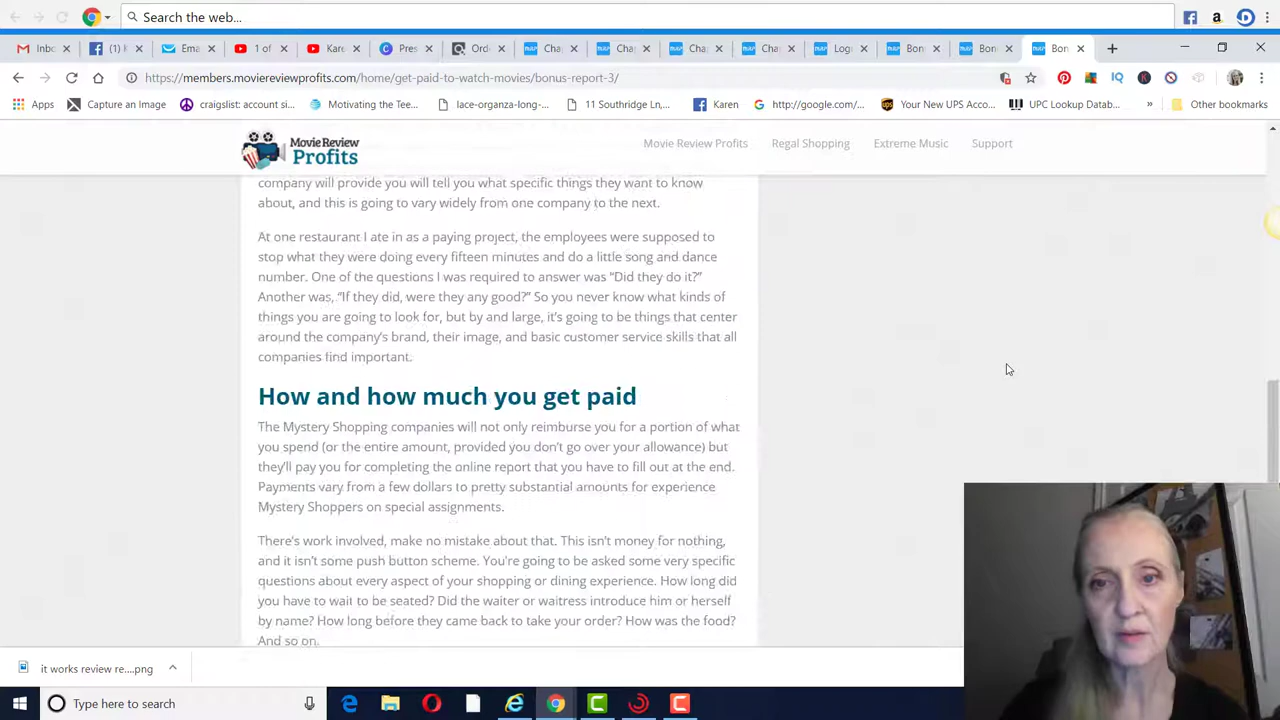 Search the web...
Inbo
(1)
Ema
1 of
Kare
Pres
Orde
Cha
Cha
Cha
Cha
Logi
Bon
Bon
Bon
https://members.moviereviewprofits.com/home/get-paid-to-watch-movies/bonus-report-3/
Apps
Capture an Image
craigslist: account si...
Motivating the Tee...
lace-organza-long-...
11 Southridge Ln,...
Karen
http://google.com/...
Your New UPS Acco...
UPC Lookup Datab...
»
Other bookmarks
Movie Review
Profits
Movie Review Profits
Regal Shopping
Extreme Music
Support
company will provide you will tell you what specific things they want to know
about, and this is going to vary widely from one company to the next.
At one restaurant I ate in as a paying project, the employees were supposed to
stop what they were doing every fifteen minutes and do a little song and dance
number. One of the questions I was required to answer was “Did they do it?”
Another was, “If they did, were they any good?” So you never know what kinds of
things you are going to look for, but by and large, it’s going to be things that center
around the company’s brand, their image, and basic customer service skills that all
companies find important.
How and how much you get paid
The Mystery Shopping companies will not only reimburse you for a portion of what
you spend (or the entire amount, provided you don’t go over your allowance) but
they’ll pay you for completing the online report that you have to fill out at the end.
Payments vary from a few dollars to pretty substantial amounts for experience
Mystery Shoppers on special assignments.
There’s work involved, make no mistake about that. This isn’t money for nothing,
and it isn’t some push button scheme. You’re going to be asked some very specific
questions about every aspect of your shopping or dining experience. How long did
you have to wait to be seated? Did the waiter or waitress introduce him or herself
by name? How long before they came back to take your order? How was the food?
And so on.
it works review re....png
Type here to search